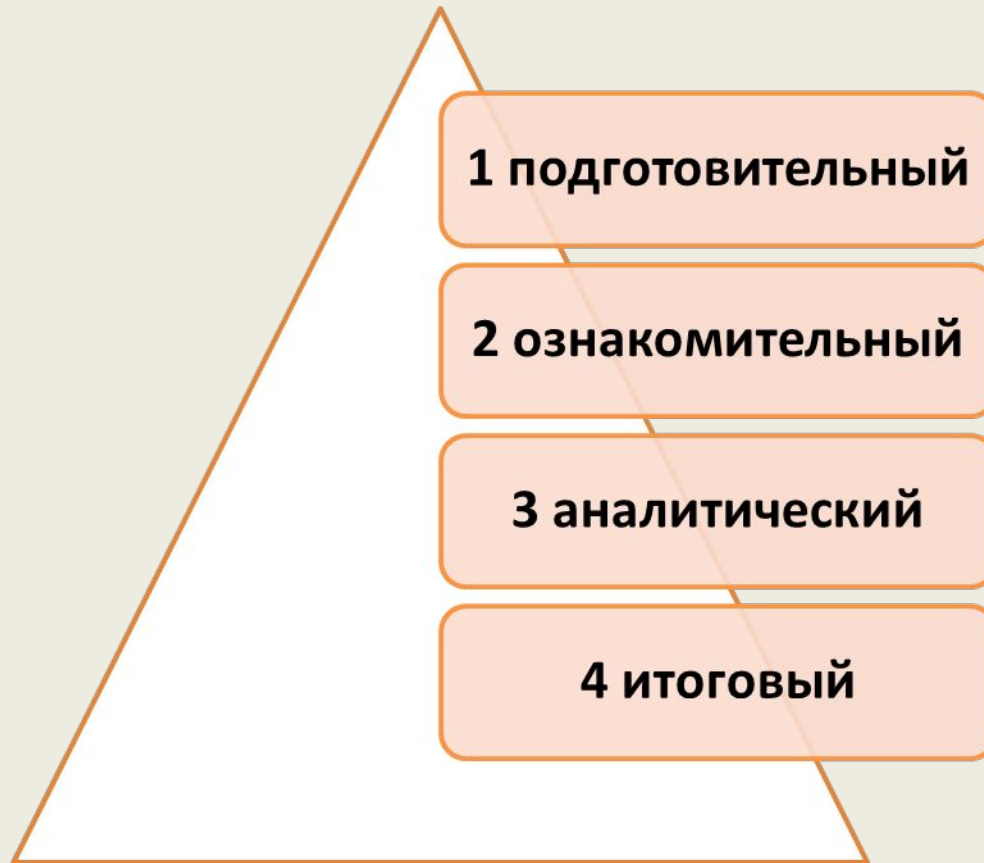 1 подготовительный
2 ознакомительный
3 аналитический
4 итоговый